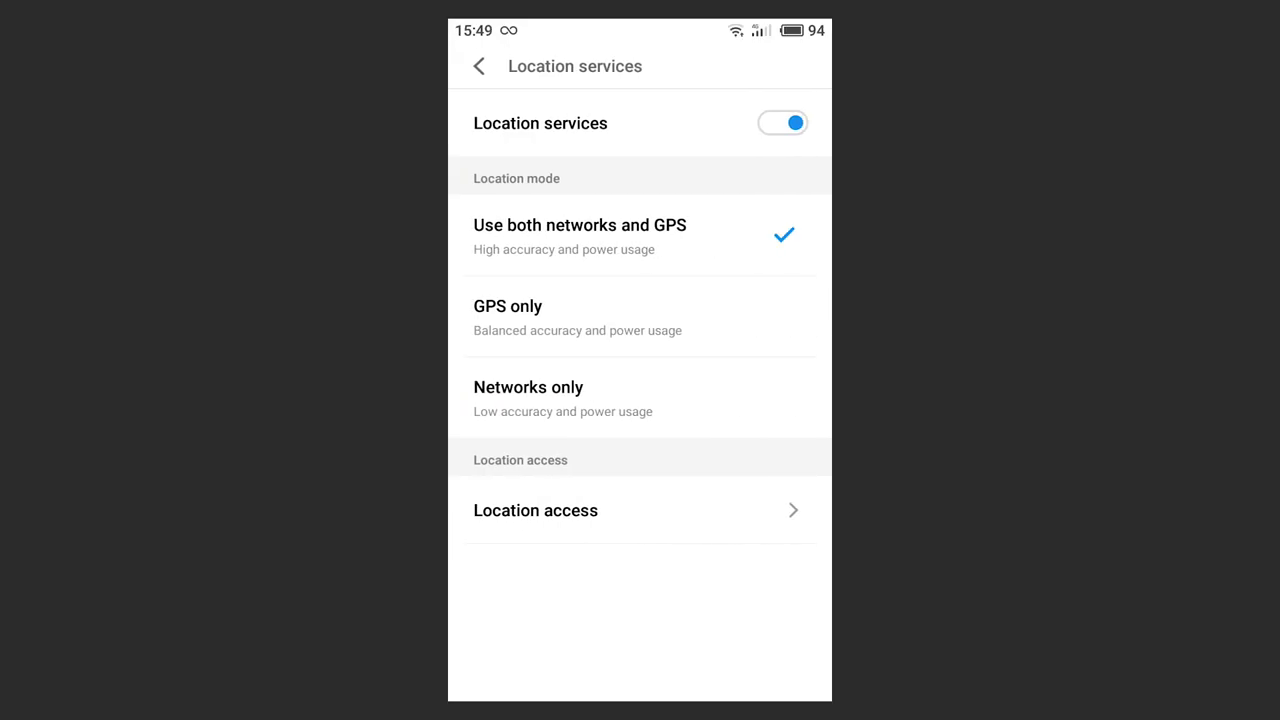 15:49 94
Location services
Location services
Location mode
Use both networks and GPS
High accuracy and power usage
GPS only
Balanced accuracy and power usage
Networks only
Low accuracy and power usage
Location access
Location access